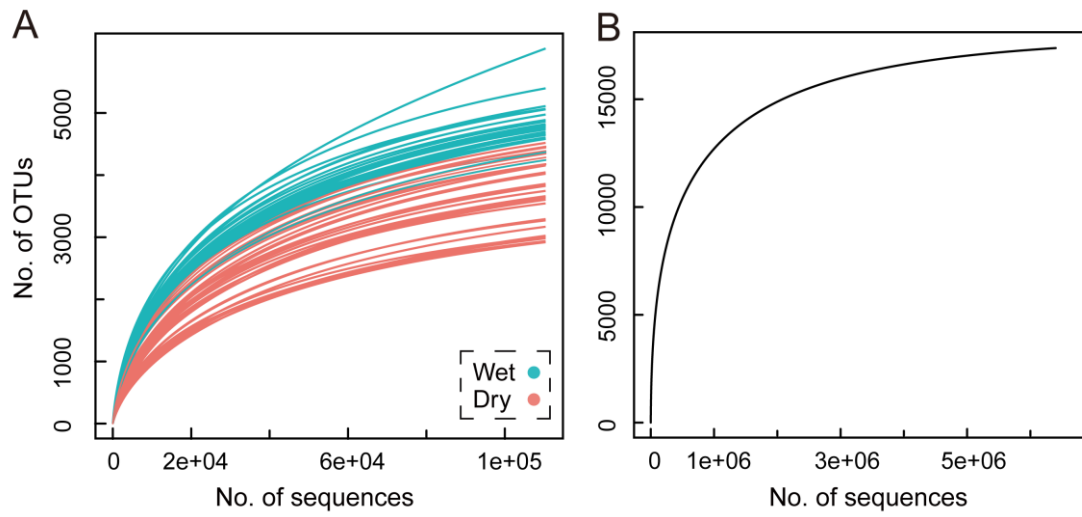 A
No. of OTUs
5000
3000
1000
0
Wet
Dry
0 2e+04 6e+04 1e+05
No. of sequences
B
15000
10000
5000
0
0 1e+06 3e+06 5e+06
No. of sequences